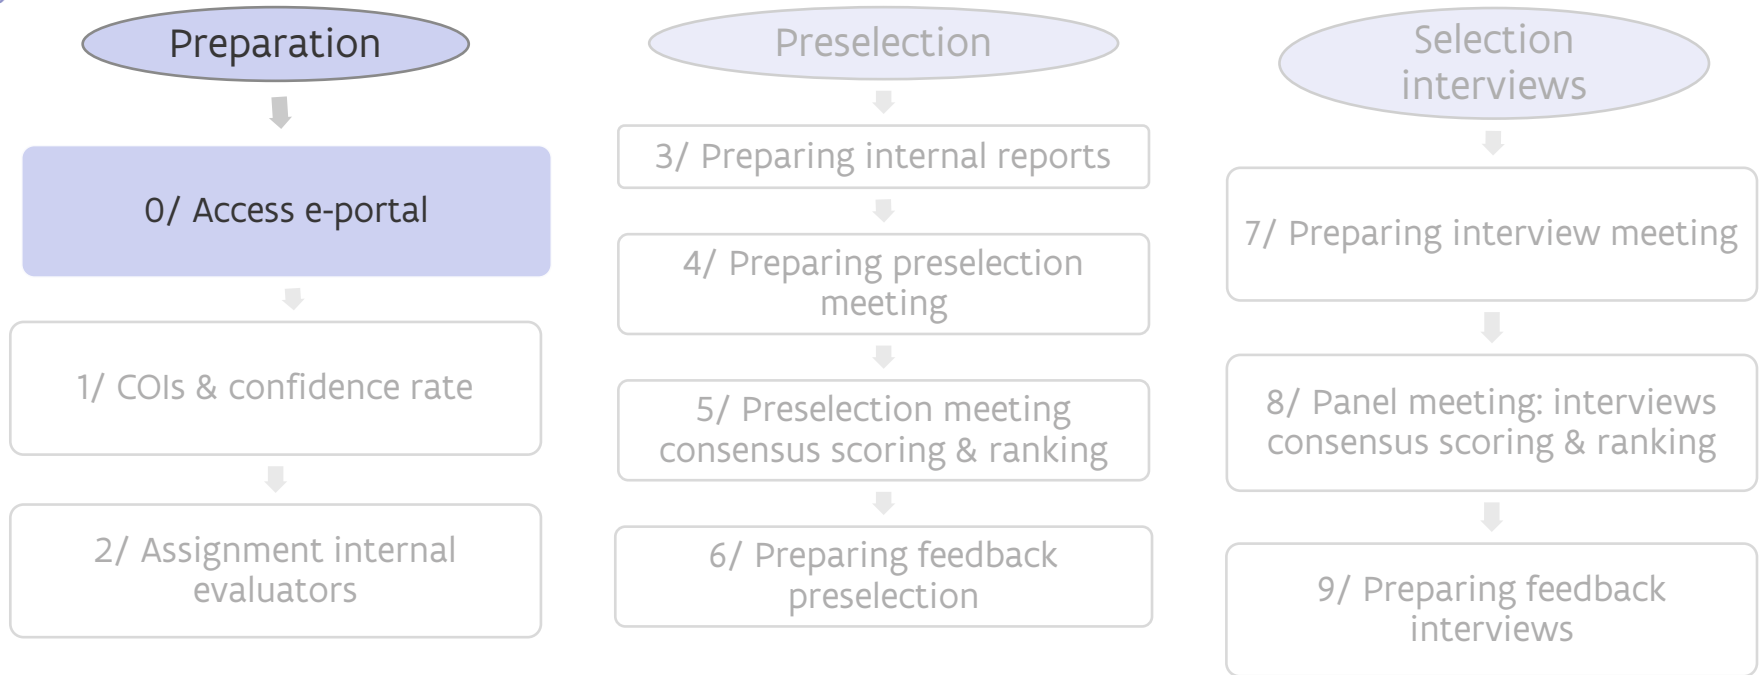 Preparation
0/ Access e-portal
1/ COIs & confidence rate
2/ Assignment internal
evaluators
Preselection
3/ Preparing internal reports
4/ Preparing preselection
meeting
5/ Preselection meeting
consensus scoring & ranking
6/ Preparing feedback
preselection
Selection
interviews
7/ Preparing interview meeting
8/ Panel meeting: interviews
consensus scoring & ranking
9/ Preparing feedback
interviews